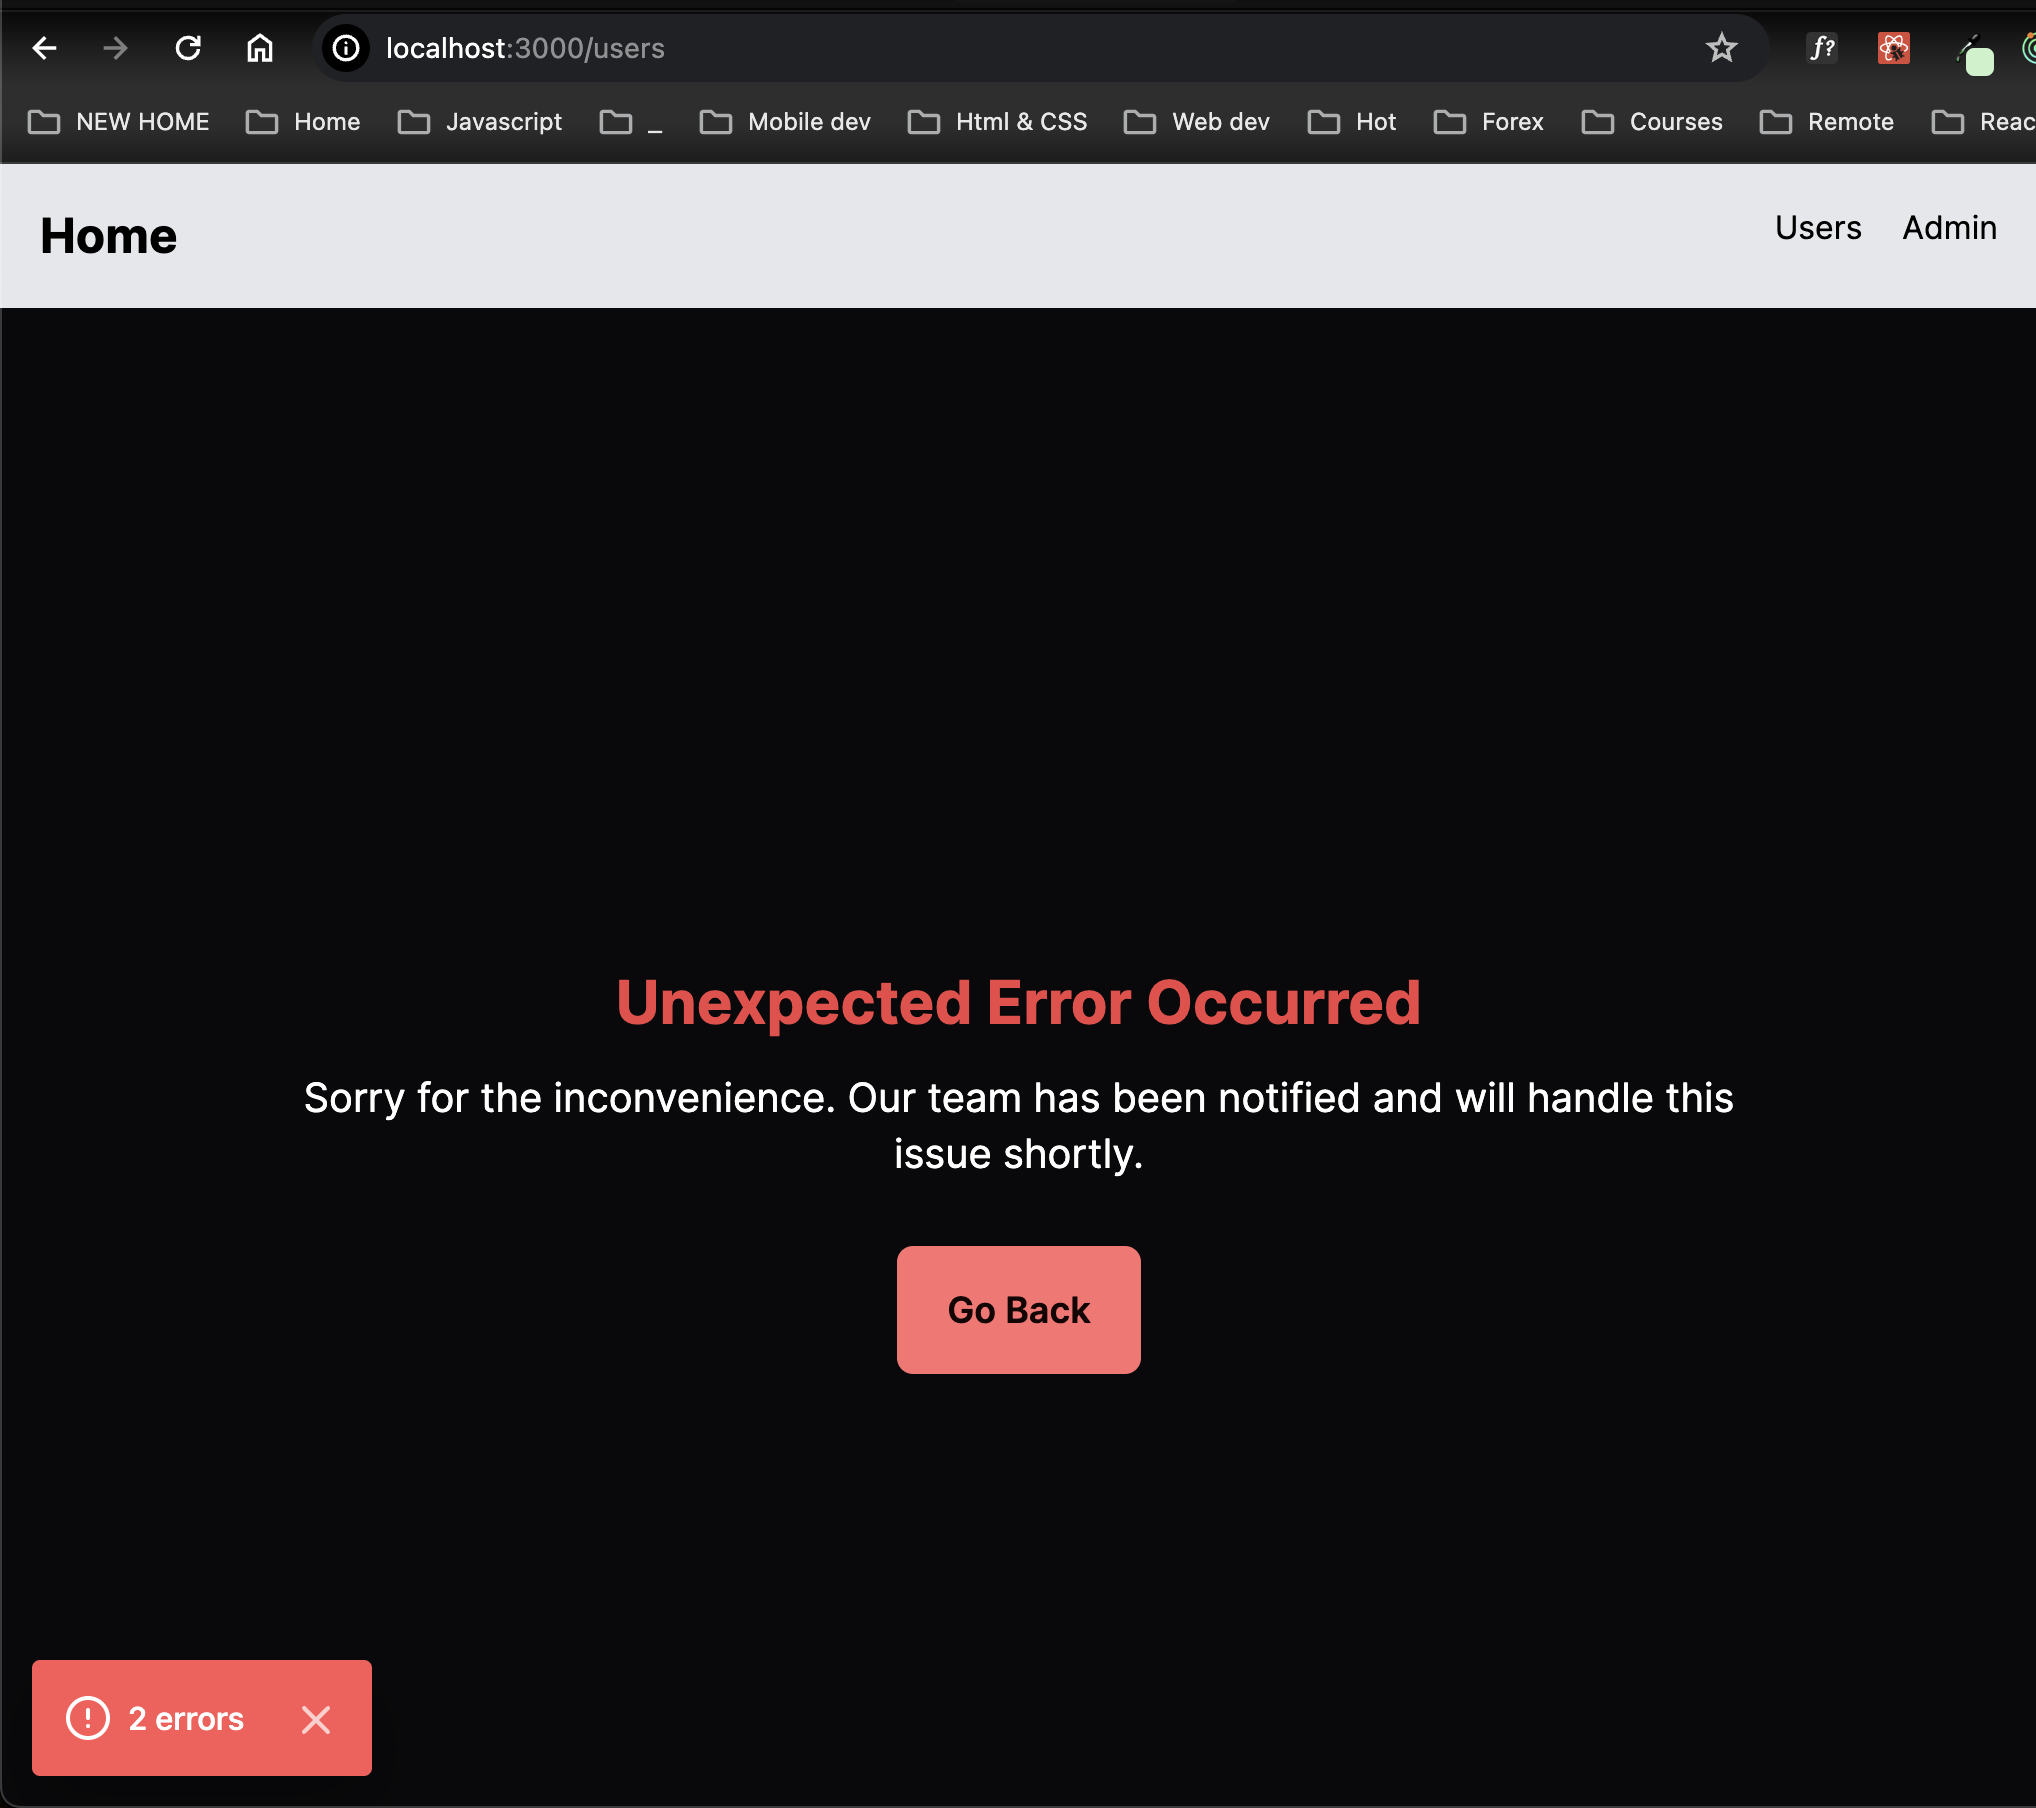 localhost:3000/users
f?
NEW HOME Home Javascript _ Mobile dev Html & CSS Web dev Hot Forex Courses Remote Reac
Home Users Admin
Unexpected Error Occurred
Sorry for the inconvenience. Our team has been notified and will handle this
issue shortly.
Go Back
2 errors